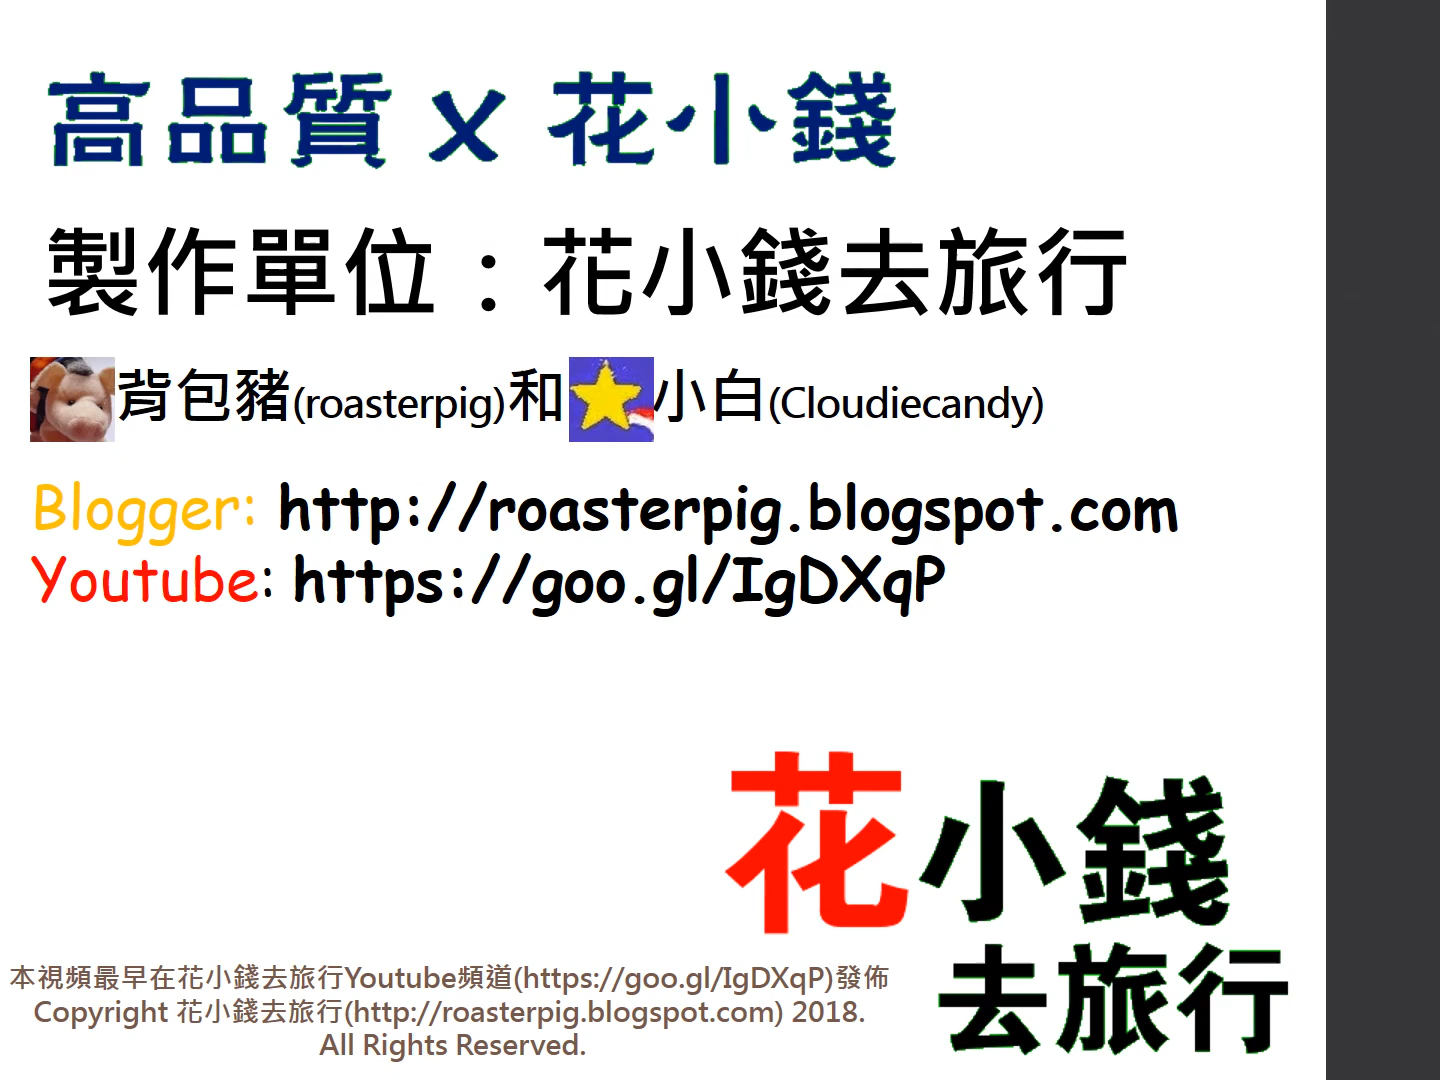 高品質 X 花小錢
製作單位：花小錢去旅行
背包豬(roasterpig)和小白(Cloudiecandy)
Blogger: http://roasterpig.blogspot.com
Youtube: https://goo.gl/IgDXqP
花小錢
去旅行
本視頻最早在花小錢去旅行Youtube頻道(https://goo.gl/IgDXqP)發佈
Copyright 花小錢去旅行(http://roasterpig.blogspot.com) 2018.
All Rights Reserved.